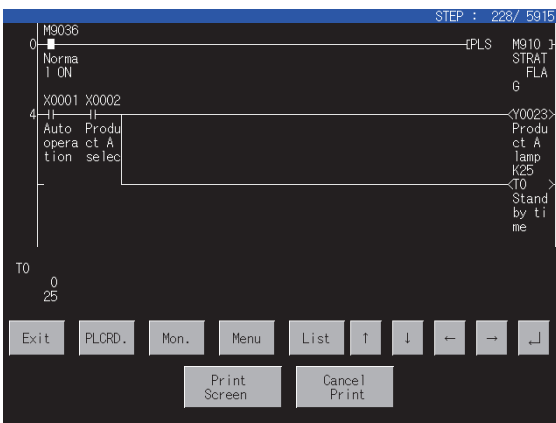 STEP : 228/ 5915
M9036
0 [PLS M910 ]
Norma STRAT
l ON FLA
G
X0001 X0002
4 <Y0023>
Auto Produ Produ
opera ct A ct A
tion selec lamp
K25
<T0 >
Stand
by ti
me
T0
0
25
Exit PLCRD. Mon. Menu List ↑ ↓ ← → ↵
Print Cancel
Screen Print